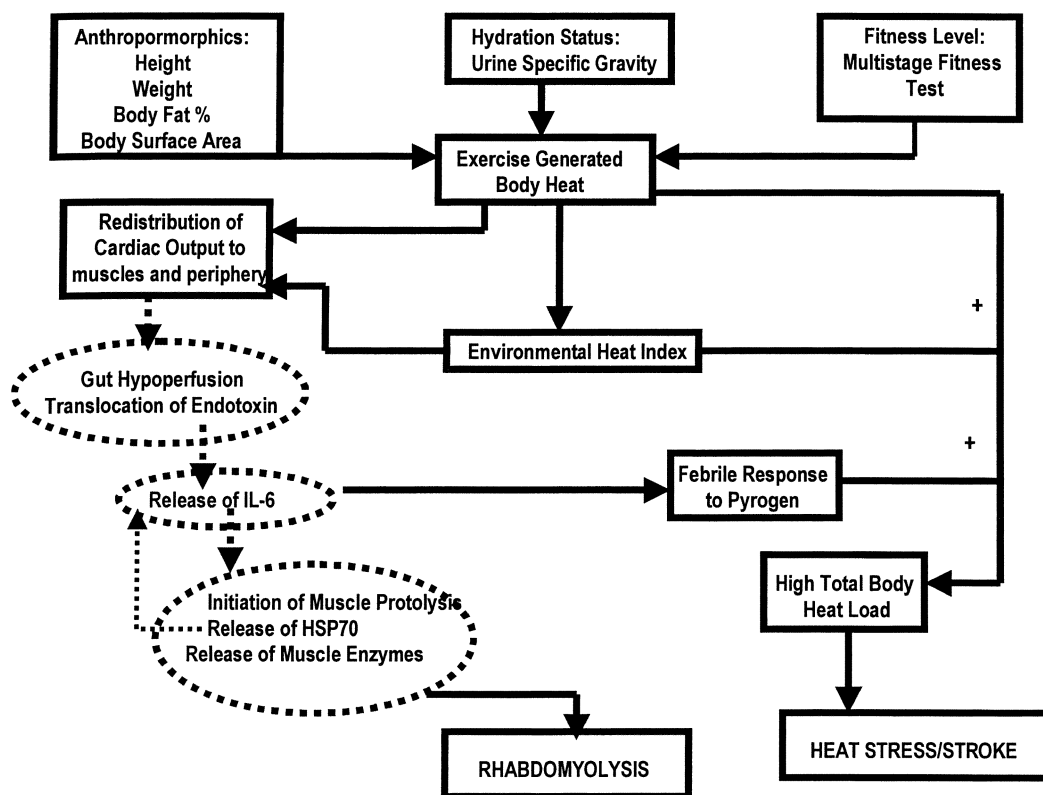 Anthropormorphics:
Height
Weight
Body Fat %
Body Surface Area
Hydration Status:
Urine Specific Gravity
Fitness Level:
Multistage Fitness
Test
Exercise Generated
Body Heat
Redistribution of
Cardiac Output to
muscles and periphery
+
Environmental Heat Index
Gut Hypoperfusion
Translocation of Endotoxin
+
Febrile Response
to Pyrogen
Release of IL-6
High Total Body
Heat Load
Initiation of Muscle Protolysis
Release of HSP70
Release of Muscle Enzymes
RHABDOMYOLYSIS
HEAT STRESS/STROKE